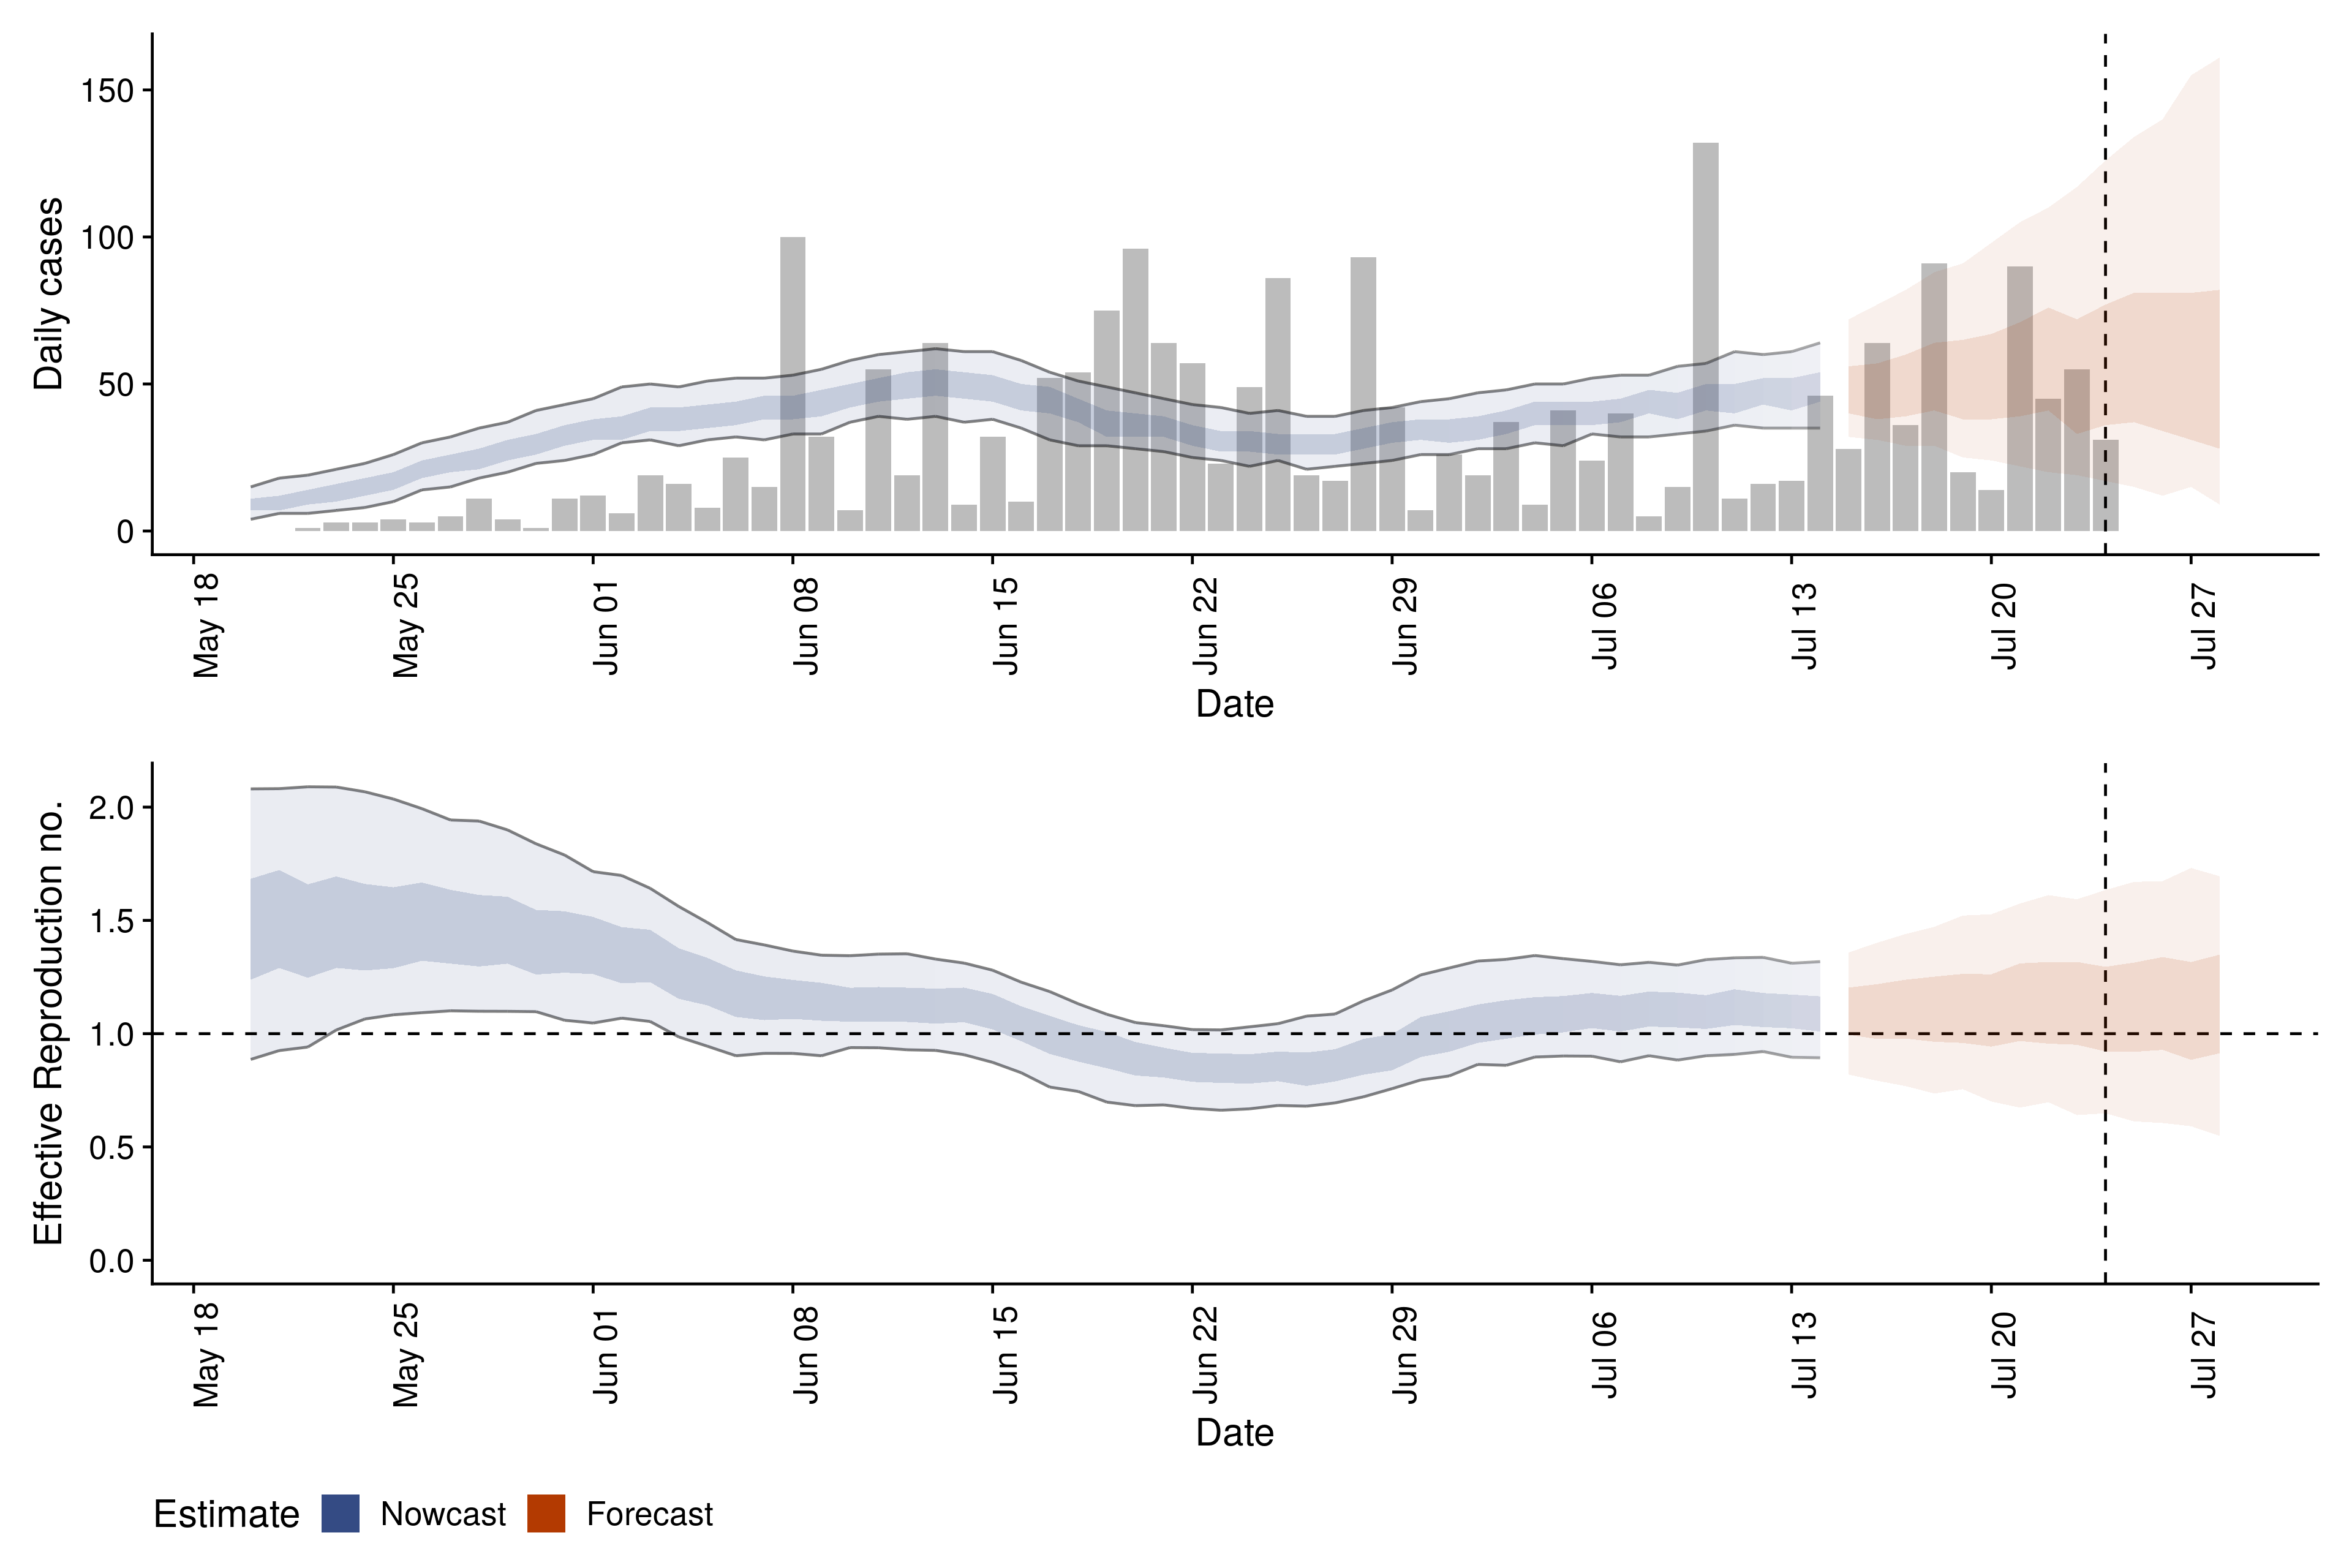 Daily cases
150
100
50
0
May 18
May 25
Jun 01
Jun 08
Jun 15
Jun 22
Jun 29
Jul 06
Jul 13
Jul 20
Jul 27
Date
Effective Reproduction no.
2.0
1.5
1.0
0.5
0.0
May 18
May 25
Jun 01
Jun 08
Jun 15
Jun 22
Jun 29
Jul 06
Jul 13
Jul 20
Jul 27
Date
Estimate Nowcast Forecast